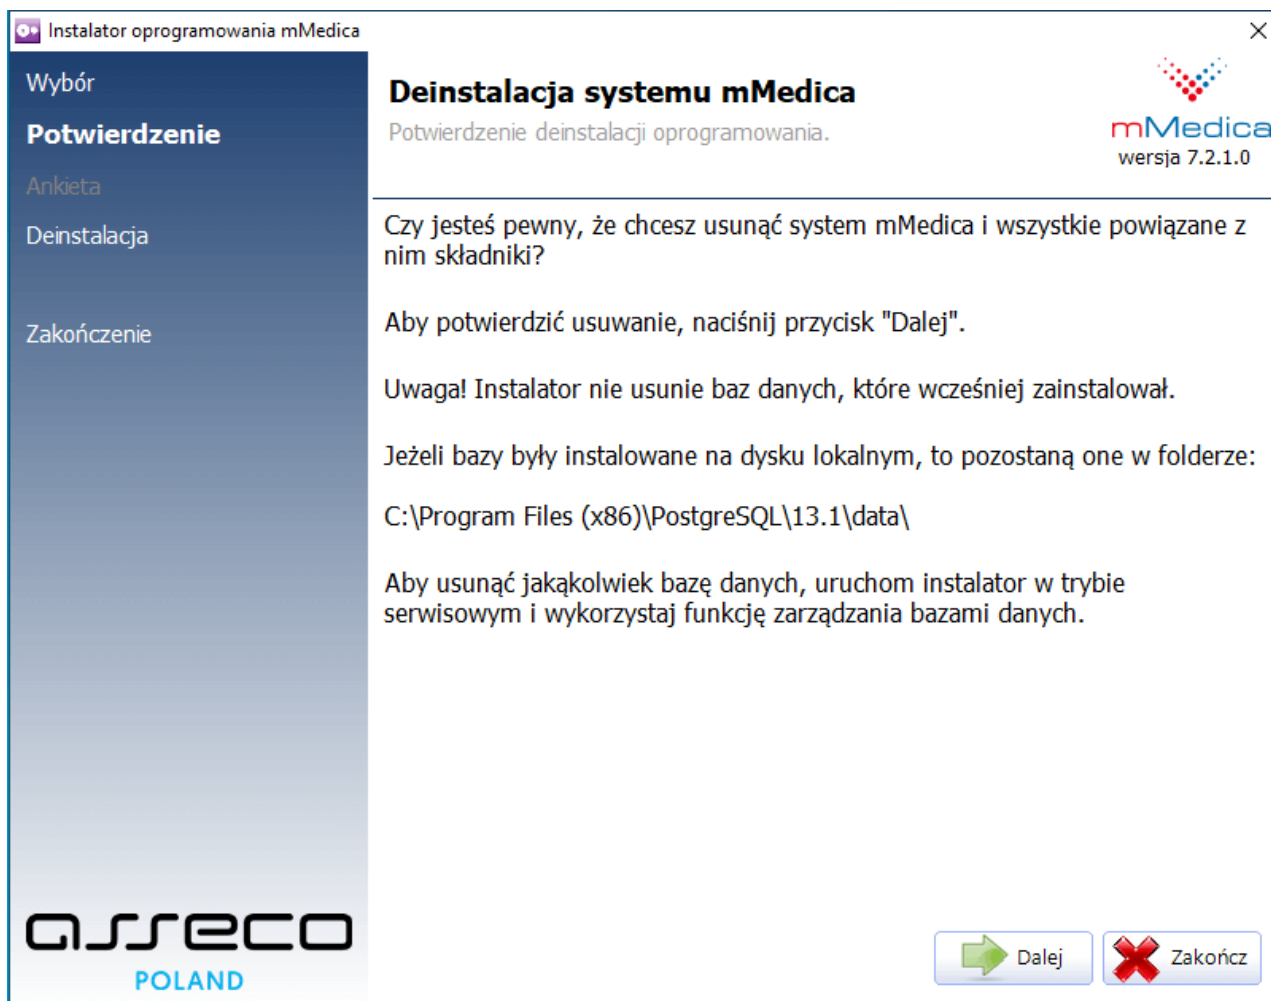 Instalator oprogramowania mMedica
Wybór
Potwierdzenie
Ankieta
Deinstalacja
Zakończenie
asseco
POLAND
Deinstalacja systemu mMedica
Potwierdzenie deinstalacji oprogramowania.
mMedica
wersja 7.2.1.0
Czy jesteś pewny, że chcesz usunąć system mMedica i wszystkie powiązane z
nim składniki?
Aby potwierdzić usuwanie, naciśnij przycisk "Dalej".
Uwaga! Instalator nie usunie baz danych, które wcześniej zainstalował.
Jeżeli bazy były instalowane na dysku lokalnym, to pozostaną one w folderze:
C:\Program Files (x86)\PostgreSQL\13.1\data\
Aby usunąć jakąkolwiek bazę danych, uruchom instalator w trybie
serwisowym i wykorzystaj funkcję zarządzania bazami danych.
Dalej
Zakończ